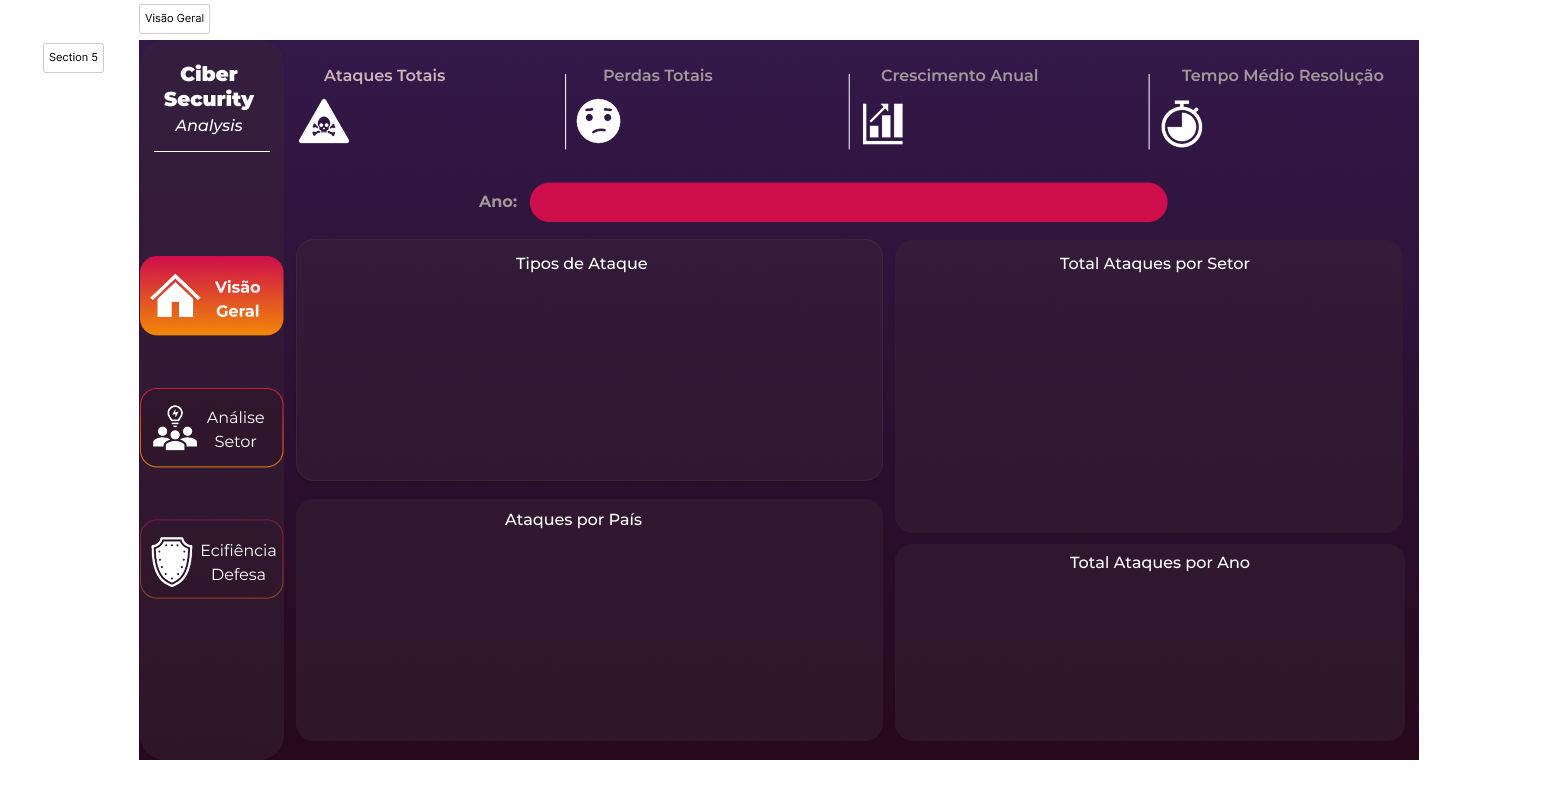 Visão Geral
Section 5
Ciber
Security
Analysis
Ataques Totais
Perdas Totais
Crescimento Anual
Tempo Médio Resolução
Ano:
Visão
Geral
Análise
Setor
Ecifiência
Defesa
Tipos de Ataque
Total Ataques por Setor
Ataques por País
Total Ataques por Ano